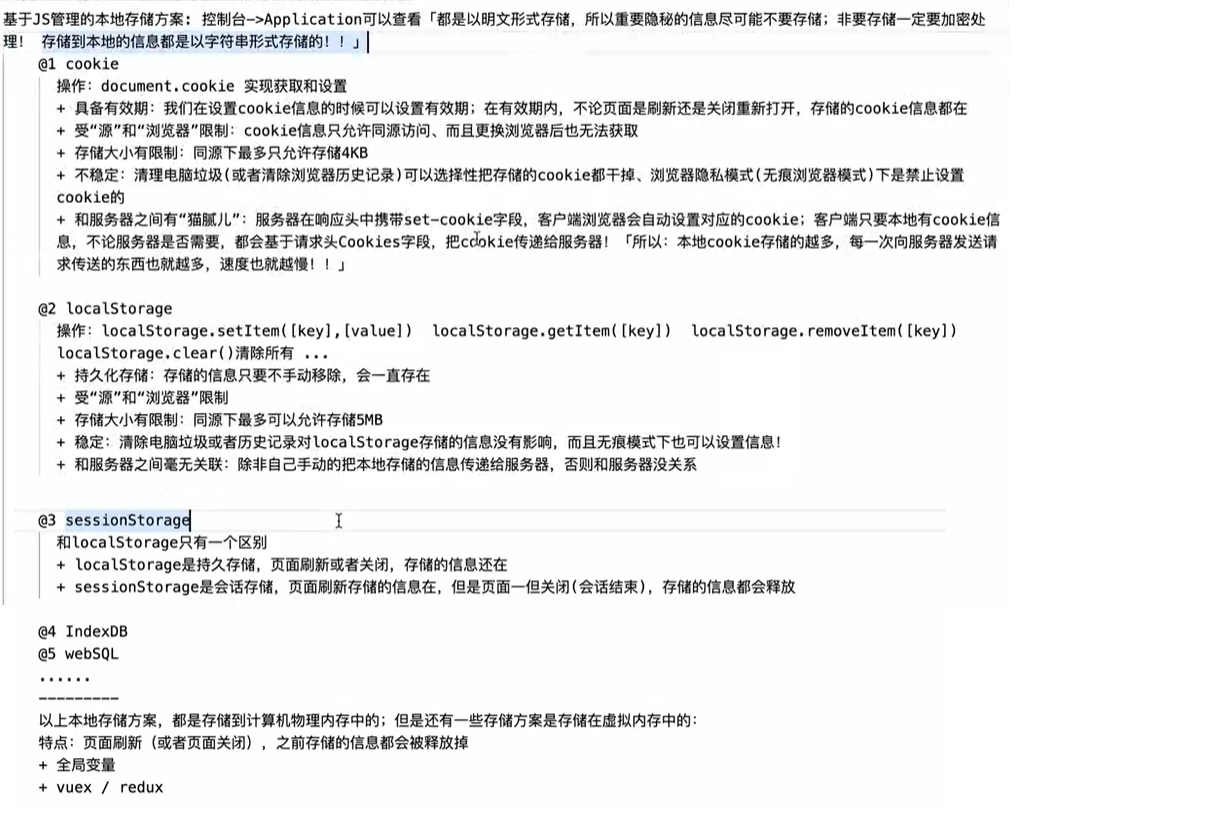 基于JS管理的本地存储方案: 控制台->Application可以查看「都是以明文形式存储，所以重要隐秘的信息尽可能不要存储；非要存储一定要加密处
理！ 存储到本地的信息都是以字符串形式存储的！！」
@1 cookie
操作：document.cookie 实现获取和设置
+ 具备有效期：我们在设置cookie信息的时候可以设置有效期；在有效期内，不论页面是刷新还是关闭重新打开，存储的cookie信息都在
+ 受“源”和“浏览器”限制：cookie信息只允许同源访问、而且更换浏览器后也无法获取
+ 存储大小有限制：同源下最多只允许存储4KB
+ 不稳定：清理电脑垃圾(或者清除浏览器历史记录)可以选择性把存储的cookie都干掉、浏览器隐私模式(无痕浏览器模式)下是禁止设置
cookie的
+ 和服务器之间有“猫腻儿”：服务器在响应头中携带set-cookie字段，客户端浏览器会自动设置对应的cookie；客户端只要本地有cookie信
息，不论服务器是否需要，都会基于请求头Cookies字段，把cookie传递给服务器！「所以：本地cookie存储的越多，每一次向服务器发送请
求传送的东西也就越多，速度也就越慢！！」
@2 localStorage
操作：localStorage.setItem([key],[value]) localStorage.getItem([key]) localStorage.removeItem([key])
localStorage.clear()清除所有 ...
+ 持久化存储：存储的信息只要不手动移除，会一直存在
+ 受“源”和“浏览器”限制
+ 存储大小有限制：同源下最多可以允许存储5MB
+ 稳定：清除电脑垃圾或者历史记录对localStorage存储的信息没有影响，而且无痕模式下也可以设置信息！
+ 和服务器之间毫无关联：除非自己手动的把本地存储的信息传递给服务器，否则和服务器没关系
@3 sessionStorage
和localStorage只有一个区别
+ localStorage是持久存储，页面刷新或者关闭，存储的信息还在
+ sessionStorage是会话存储，页面刷新存储的信息在，但是页面一但关闭(会话结束)，存储的信息都会释放
@4 IndexDB
@5 webSQL
......
---------
以上本地存储方案，都是存储到计算机物理内存中的；但是还有一些存储方案是存储在虚拟内存中的：
特点：页面刷新（或者页面关闭），之前存储的信息都会被释放掉
+ 全局变量
+ vuex / redux